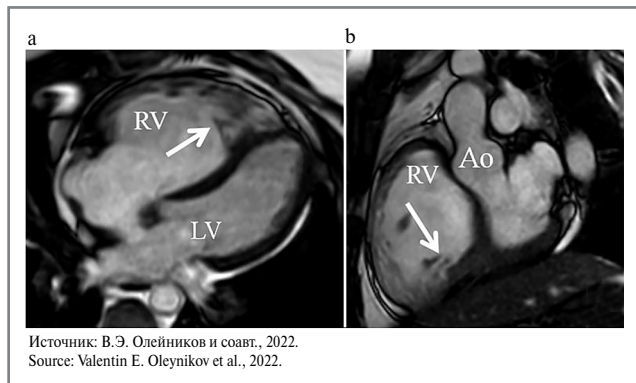 a
b
RV
LV
RV
Ao
Источник: В.Э. Олейников и соавт., 2022.
Source: Valentin E. Oleynikov et al., 2022.